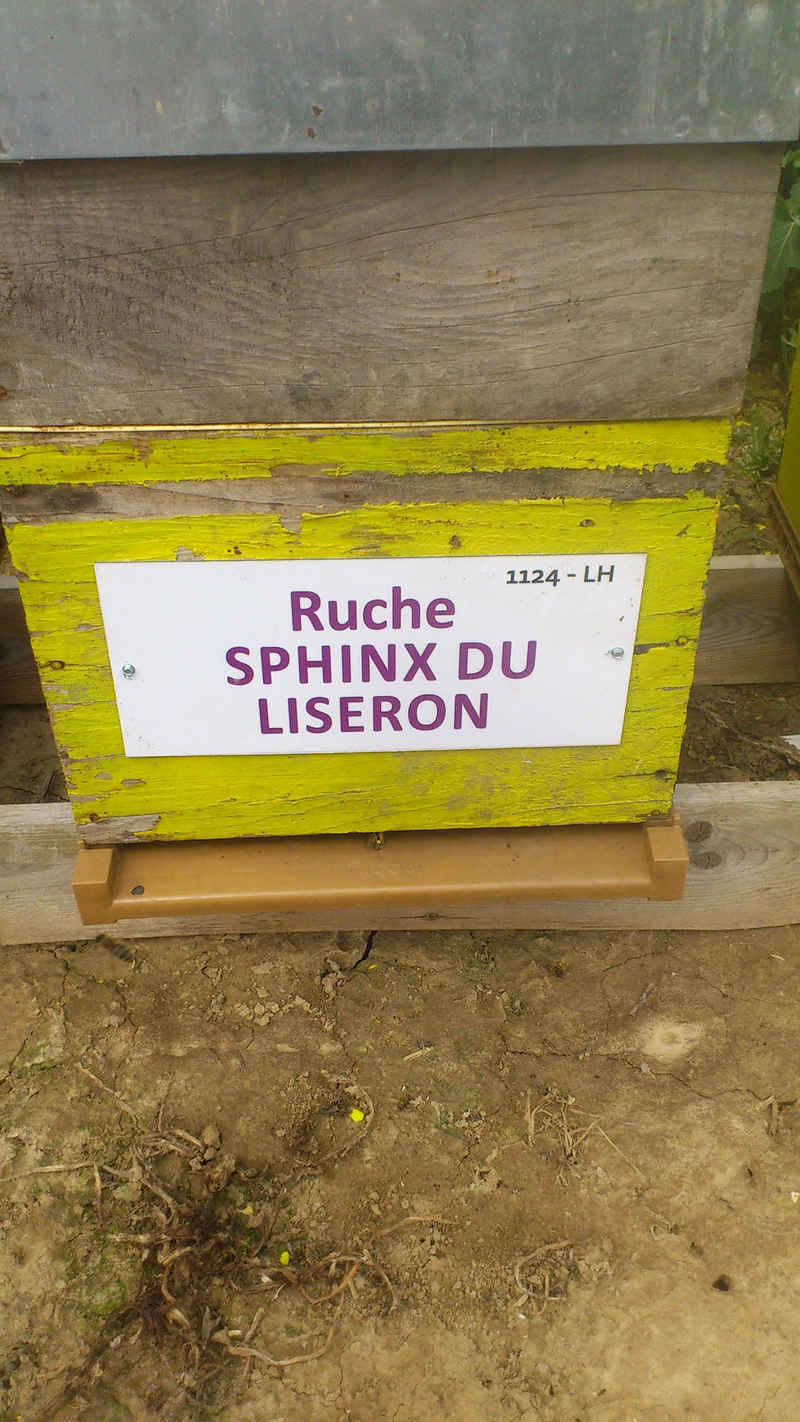 1124 - LH
Ruche
SPHINX DU
LISERON